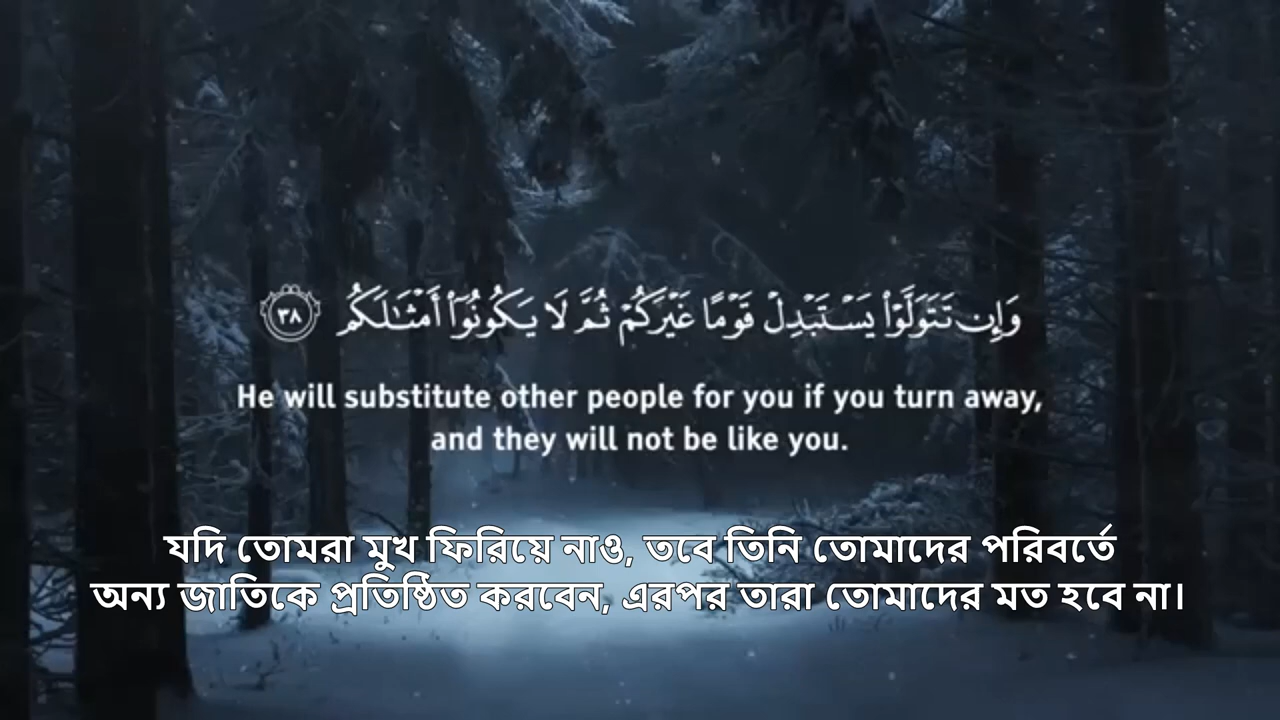 وَإِن تَتَوَلَّوْا۟ يَسْتَبْدِلْ قَوْمًا غَيْرَكُمْ ثُمَّ لَا يَكُونُوٓا۟ أَمْثَـٰلَكُم ٣٨
He will substitute other people for you if you turn away,
and they will not be like you.
যদি তোমরা মুখ ফিরিয়ে নাও, তবে তিনি তোমাদের পরিবর্তে
অন্য জাতিকে প্রতিষ্ঠিত করবেন, এরপর তারা তোমাদের মত হবে না।